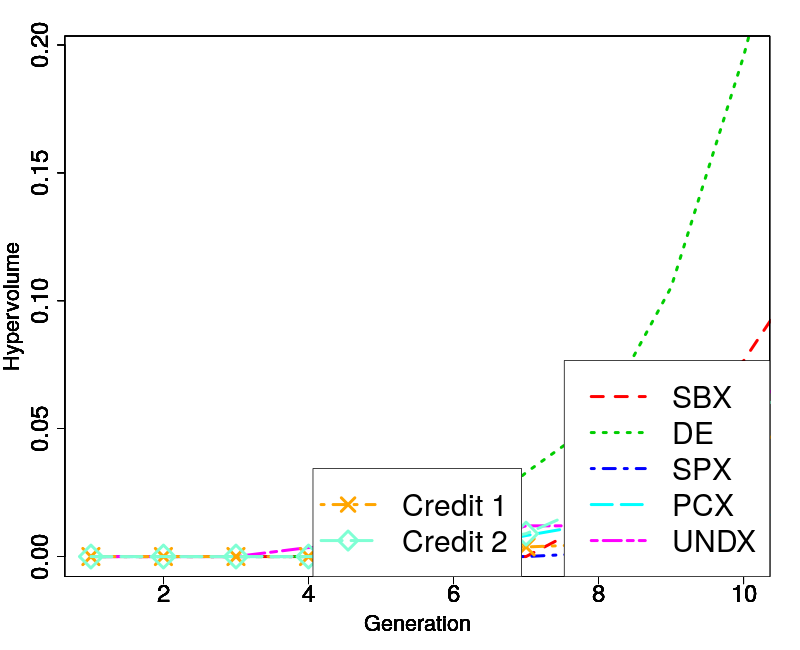 Hypervolume
0.20
0.15
0.10
0.05
0.00
SBX
DE
SPX
PCX
UNDX
Credit 1
Credit 2
2 4 6 8 10
Generation